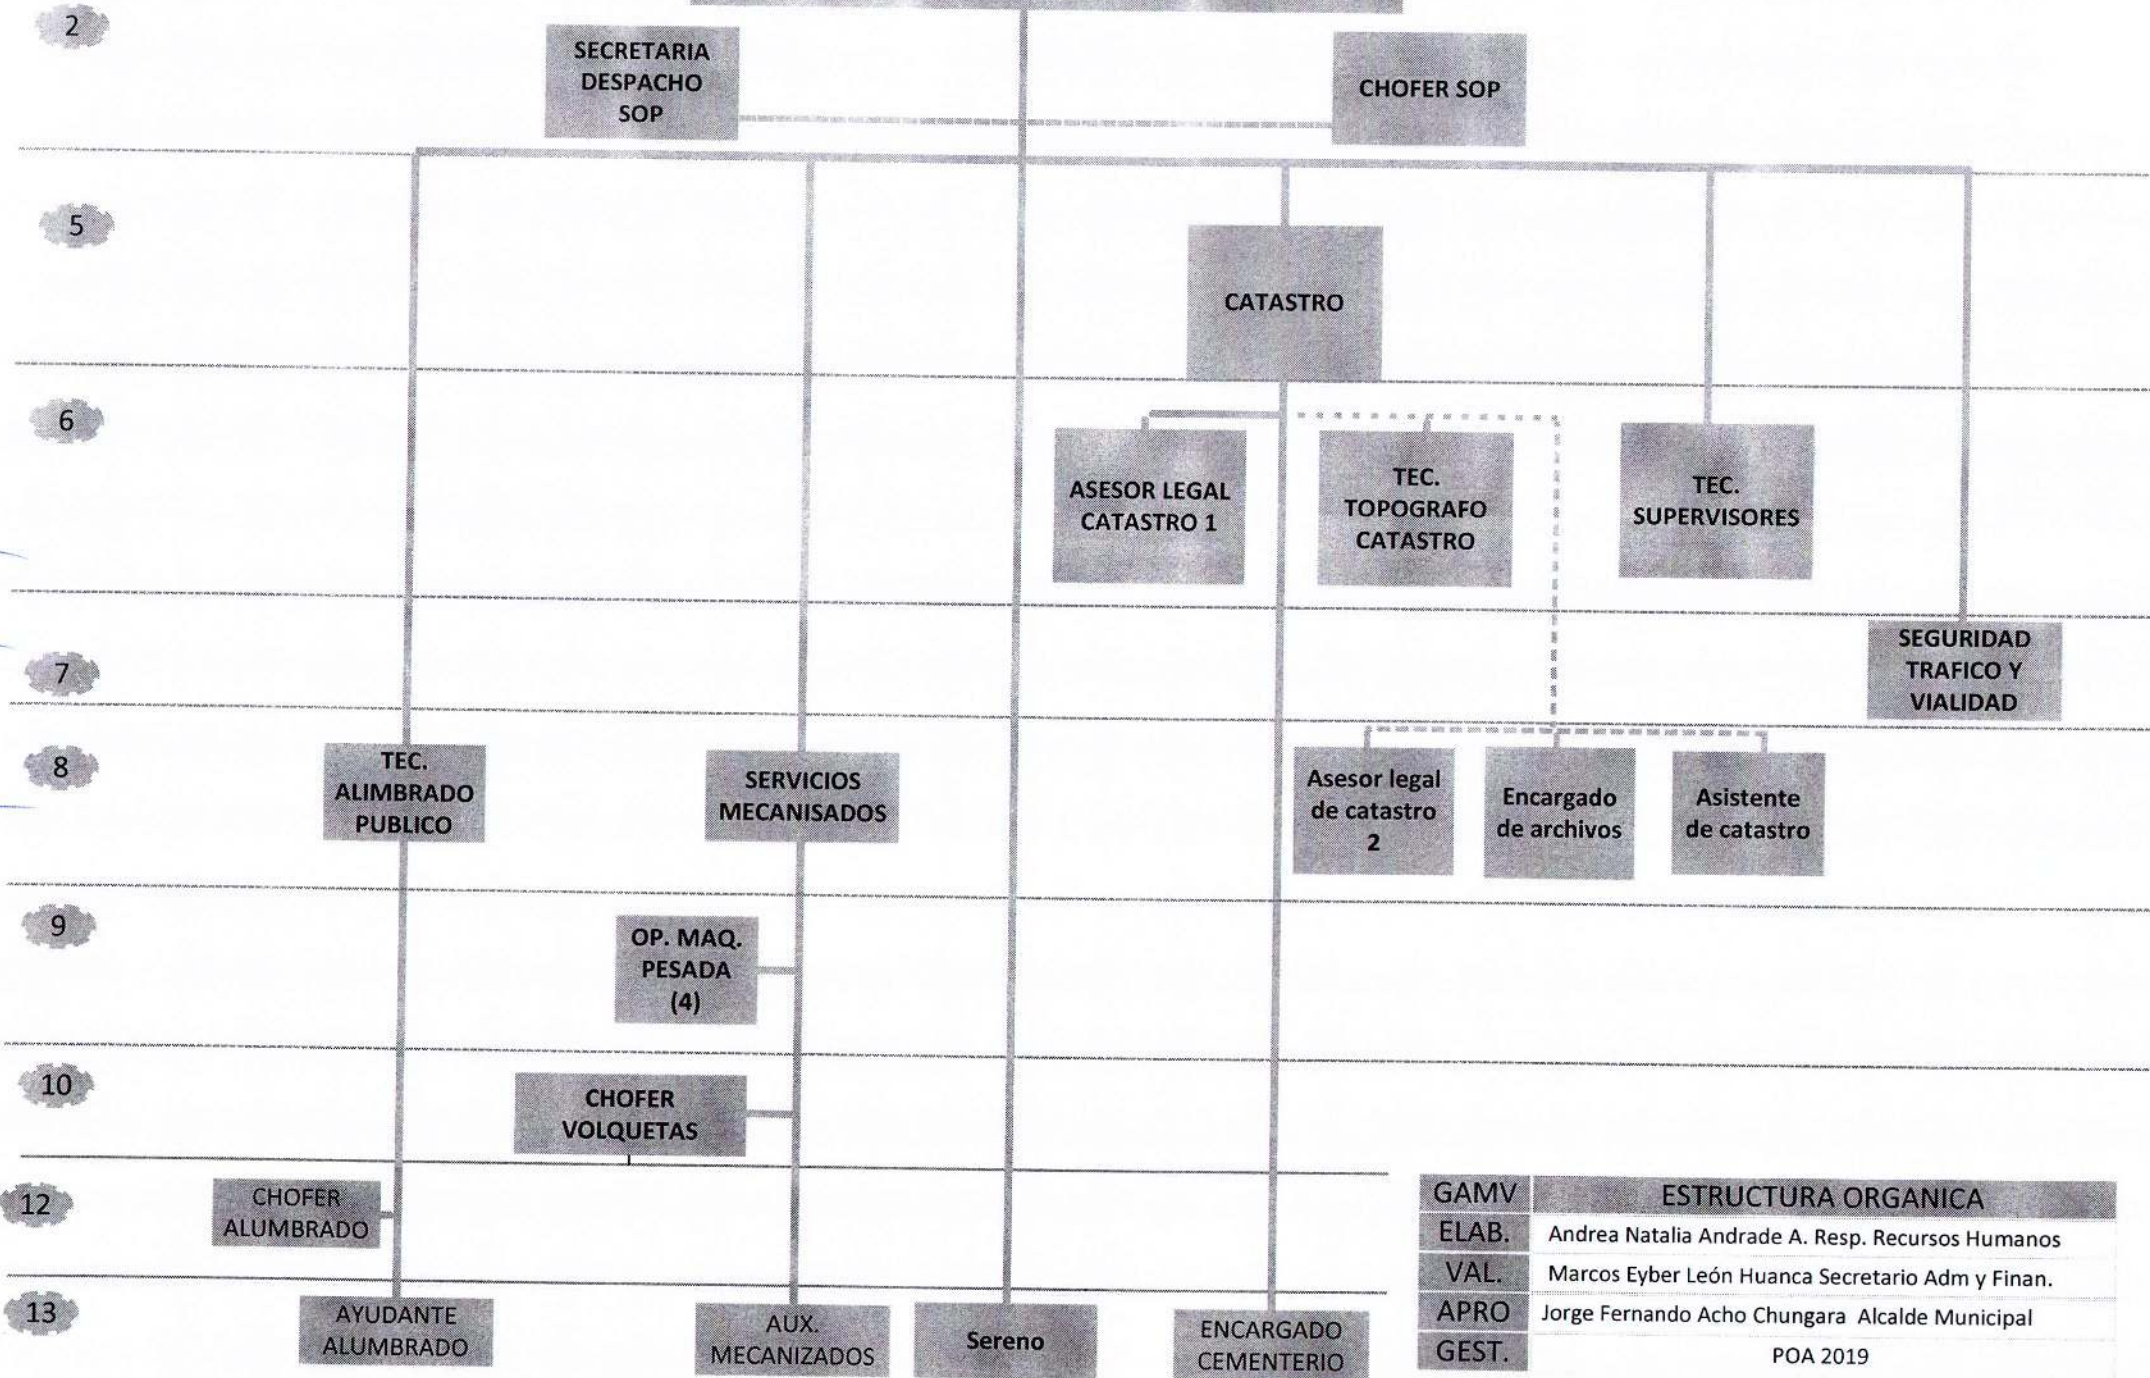 2
SECRETARIA
DESPACHO
SOP
CHOFER SOP
5
CATASTRO
6
ASESOR LEGAL
CATASTRO 1
TEC.
TOPOGRAFO
CATASTRO
TEC.
SUPERVISORES
7
SEGURIDAD
TRAFICO Y
VIALIDAD
8
TEC.
ALIMBRADO
PUBLICO
SERVICIOS
MECANISADOS
Asesor legal
de catastro
2
Encargado
de archivos
Asistente
de catastro
9
OP. MAQ.
PESADA
(4)
10
CHOFER
VOLQUETAS
12
CHOFER
ALUMBRADO
13
AYUDANTE
ALUMBRADO
AUX.
MECANIZADOS
Sereno
ENCARGADO
CEMENTERIO
GAMV ESTRUCTURA ORGANICA
ELAB. Andrea Natalia Andrade A. Resp. Recursos Humanos
VAL. Marcos Eyber León Huanca Secretario Adm y Finan.
APRO Jorge Fernando Acho Chungara Alcalde Municipal
GEST. POA 2019